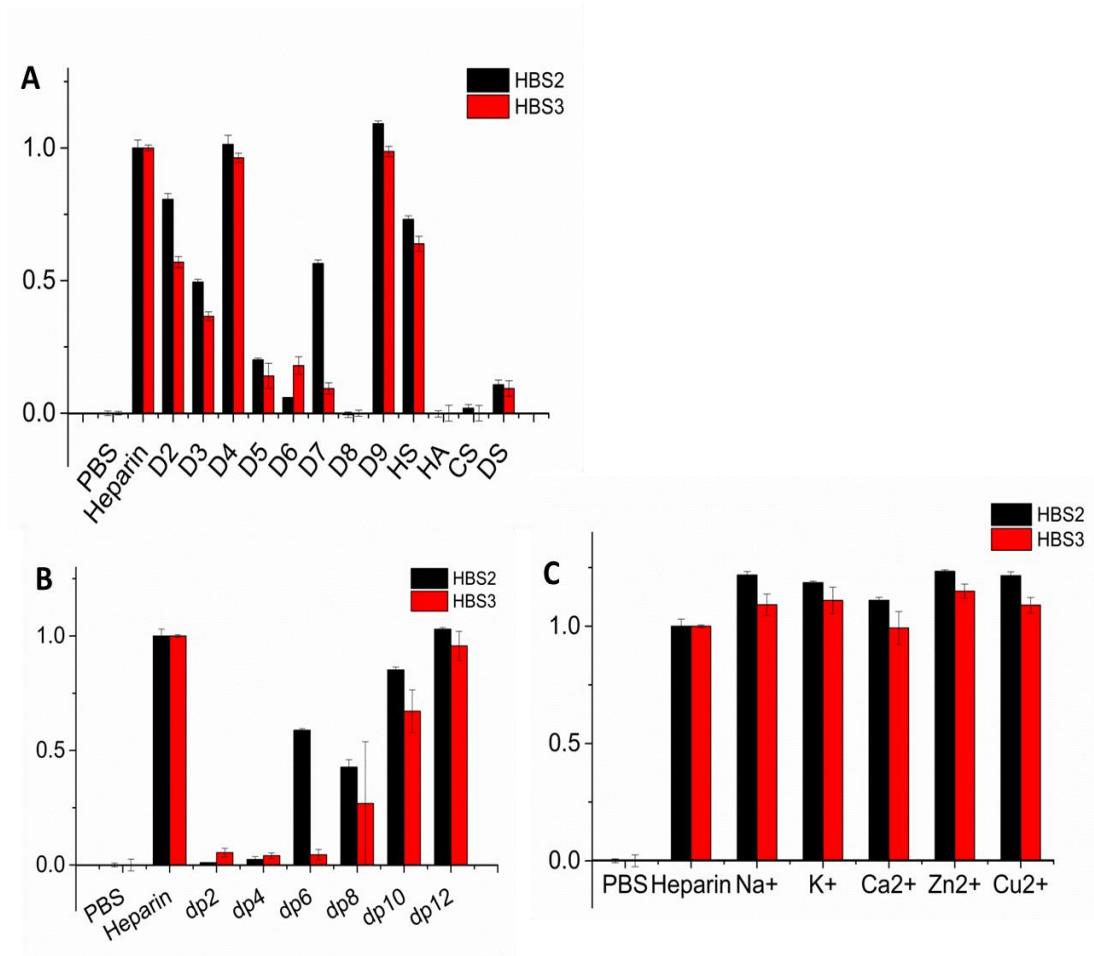 A
HBS2
HBS3
1.0
0.5
0.0
PBS
Heparin
D2
D3
D4
D5
D6
D7
D8
D9
HS
HA
CS
DS
B
HBS2
HBS3
1.0
0.5
0.0
PBS
Heparin
dp2
dp4
dp6
dp8
dp10
dp12
C
HBS2
HBS3
1.0
0.5
0.0
PBS Heparin Na+ K+ Ca2+ Zn2+ Cu2+